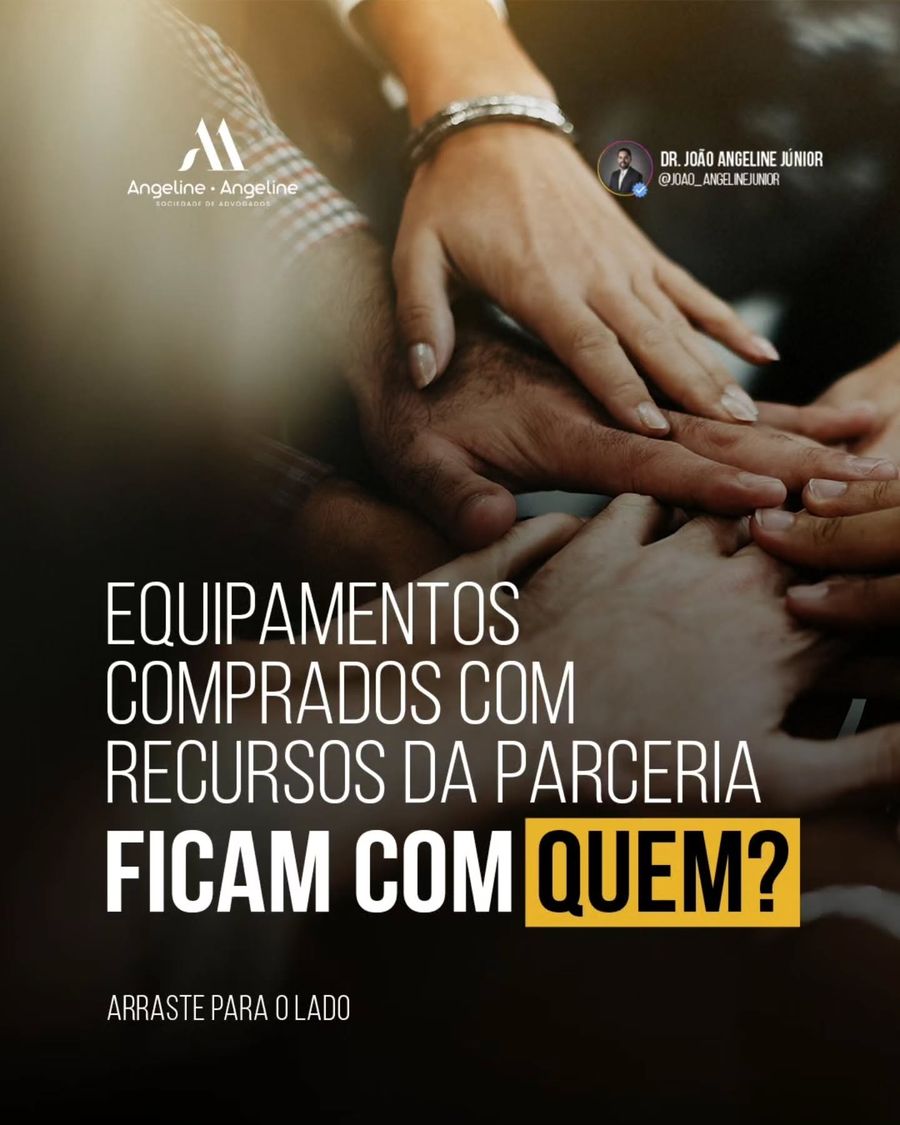 Angeline • Angeline
SOCIEDADE DE ADVOGADOS
DR. JOÃO ANGELINE JÚNIOR
@JOAO_ANGELINEJUNIOR
EQUIPAMENTOS
COMPRADOS COM
RECURSOS DA PARCERIA
FICAM COM QUEM?
ARRASTE PARA O LADO